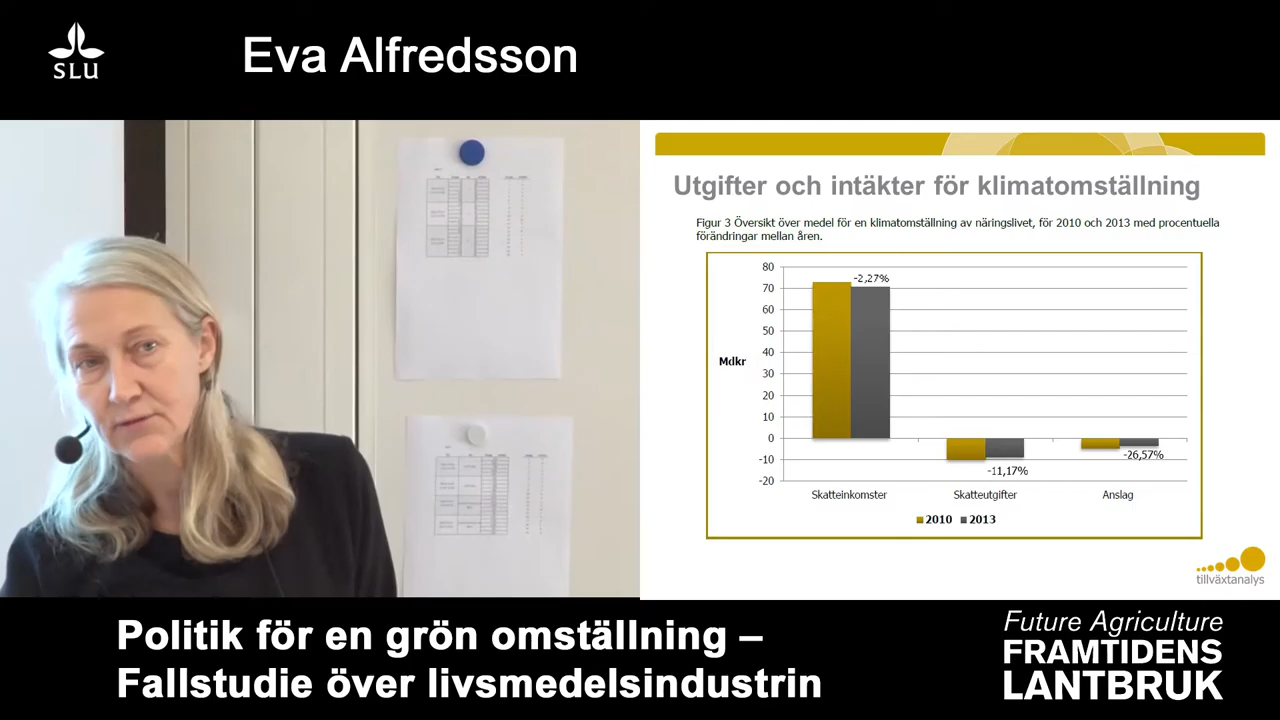 SLU
Eva Alfredsson
Utgifter och intäkter för klimatomställning
Figur 3 Översikt över medel för en klimatomställning av näringslivet, för 2010 och 2013 med procentuella
förändringar mellan åren.
80
70
60
50
40
30
20
10
0
-10
-20
Mdkr
-2,27%
-11,17%
-26,57%
Skatteinkomster
Skatteutgifter
Anslag
2010
2013
tillväxtanalys
Politik för en grön omställning –
Fallstudie över livsmedelsindustrin
Future Agriculture
FRAMTIDENS
LANTBRUK